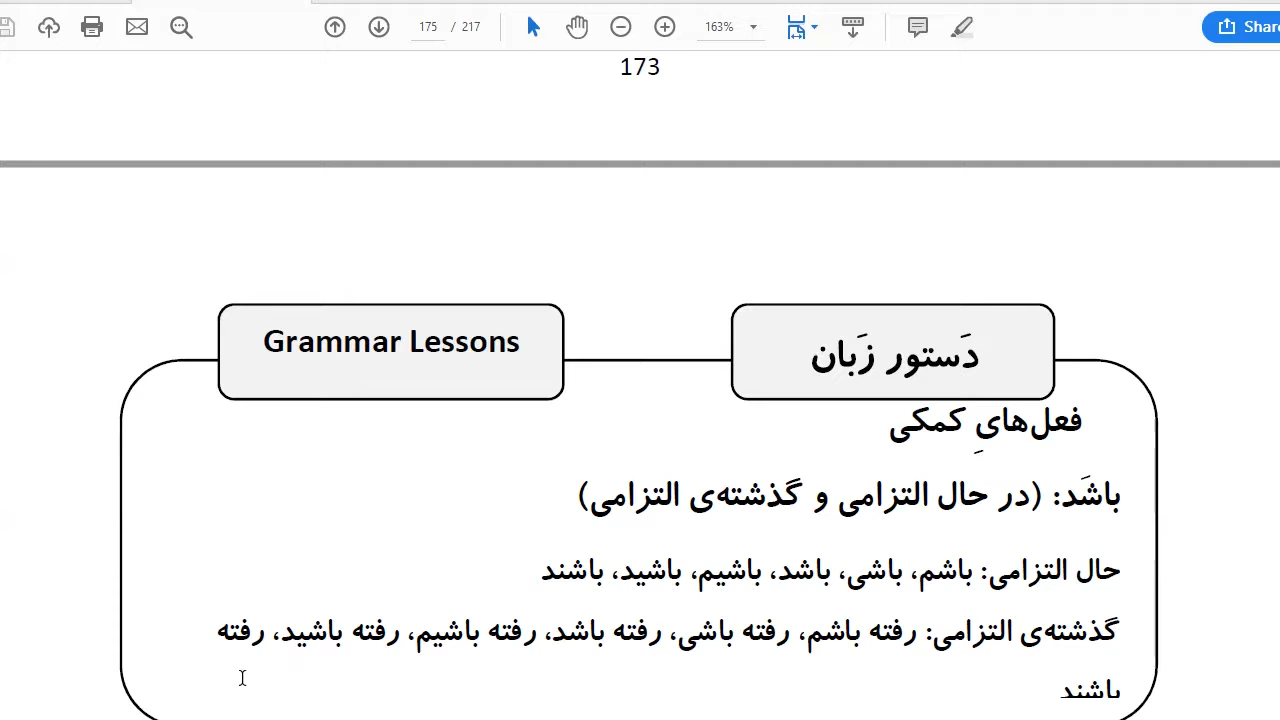 175 / 217
163%
Share
173
Grammar Lessons
دَستور زَبان
فعل‌هایِ کمکی
باشَد: (در حال التزامی و گذشته‌ی التزامی)
حال التزامی: باشم، باشی، باشد، باشیم، باشید، باشند
گذشته‌ی التزامی: رفته باشم، رفته باشی، رفته باشد، رفته باشیم، رفته باشید، رفته
باشند